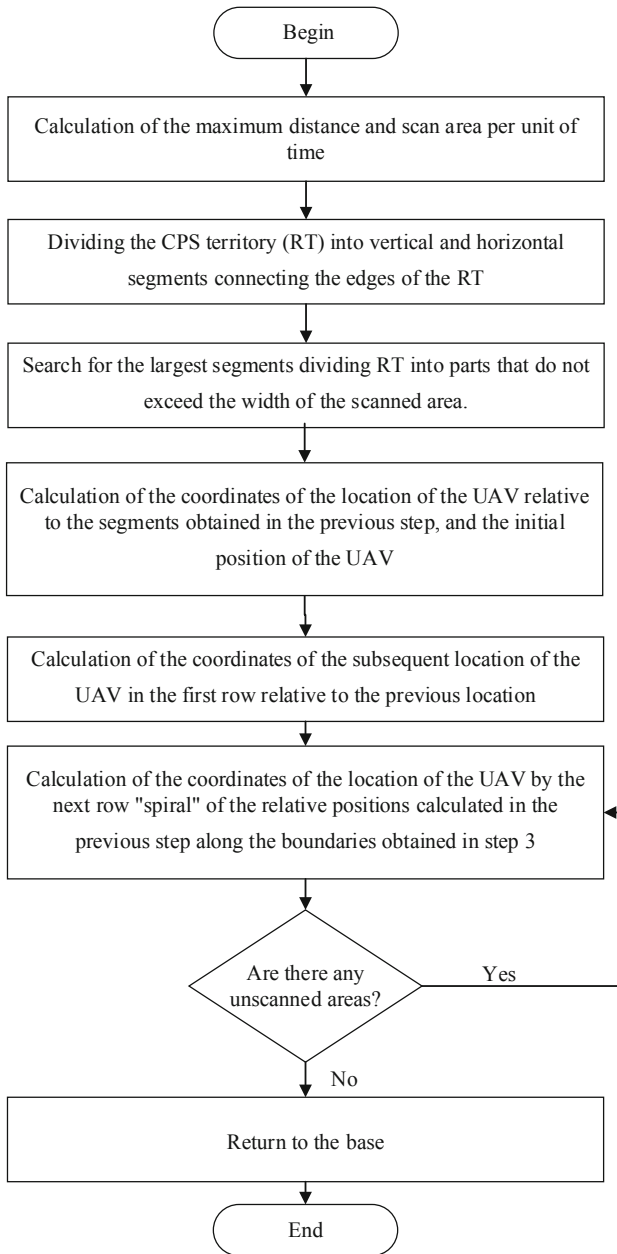 Begin
Calculation of the maximum distance and scan area per unit of
time
Dividing the CPS territory (RT) into vertical and horizontal
segments connecting the edges of the RT
Search for the largest segments dividing RT into parts that do not
exceed the width of the scanned area.
Calculation of the coordinates of the location of the UAV relative
to the segments obtained in the previous step, and the initial
position of the UAV
Calculation of the coordinates of the subsequent location of the
UAV in the first row relative to the previous location
Calculation of the coordinates of the location of the UAV by the
next row "spiral" of the relative positions calculated in the
previous step along the boundaries obtained in step 3
Are there any
unscanned areas?
Yes
No
Return to the base
End